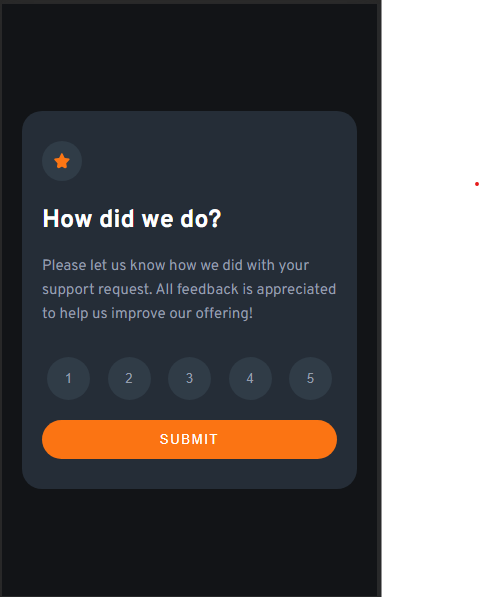 How did we do?
Please let us know how we did with your
support request. All feedback is appreciated
to help us improve our offering!
1 2 3 4 5
SUBMIT